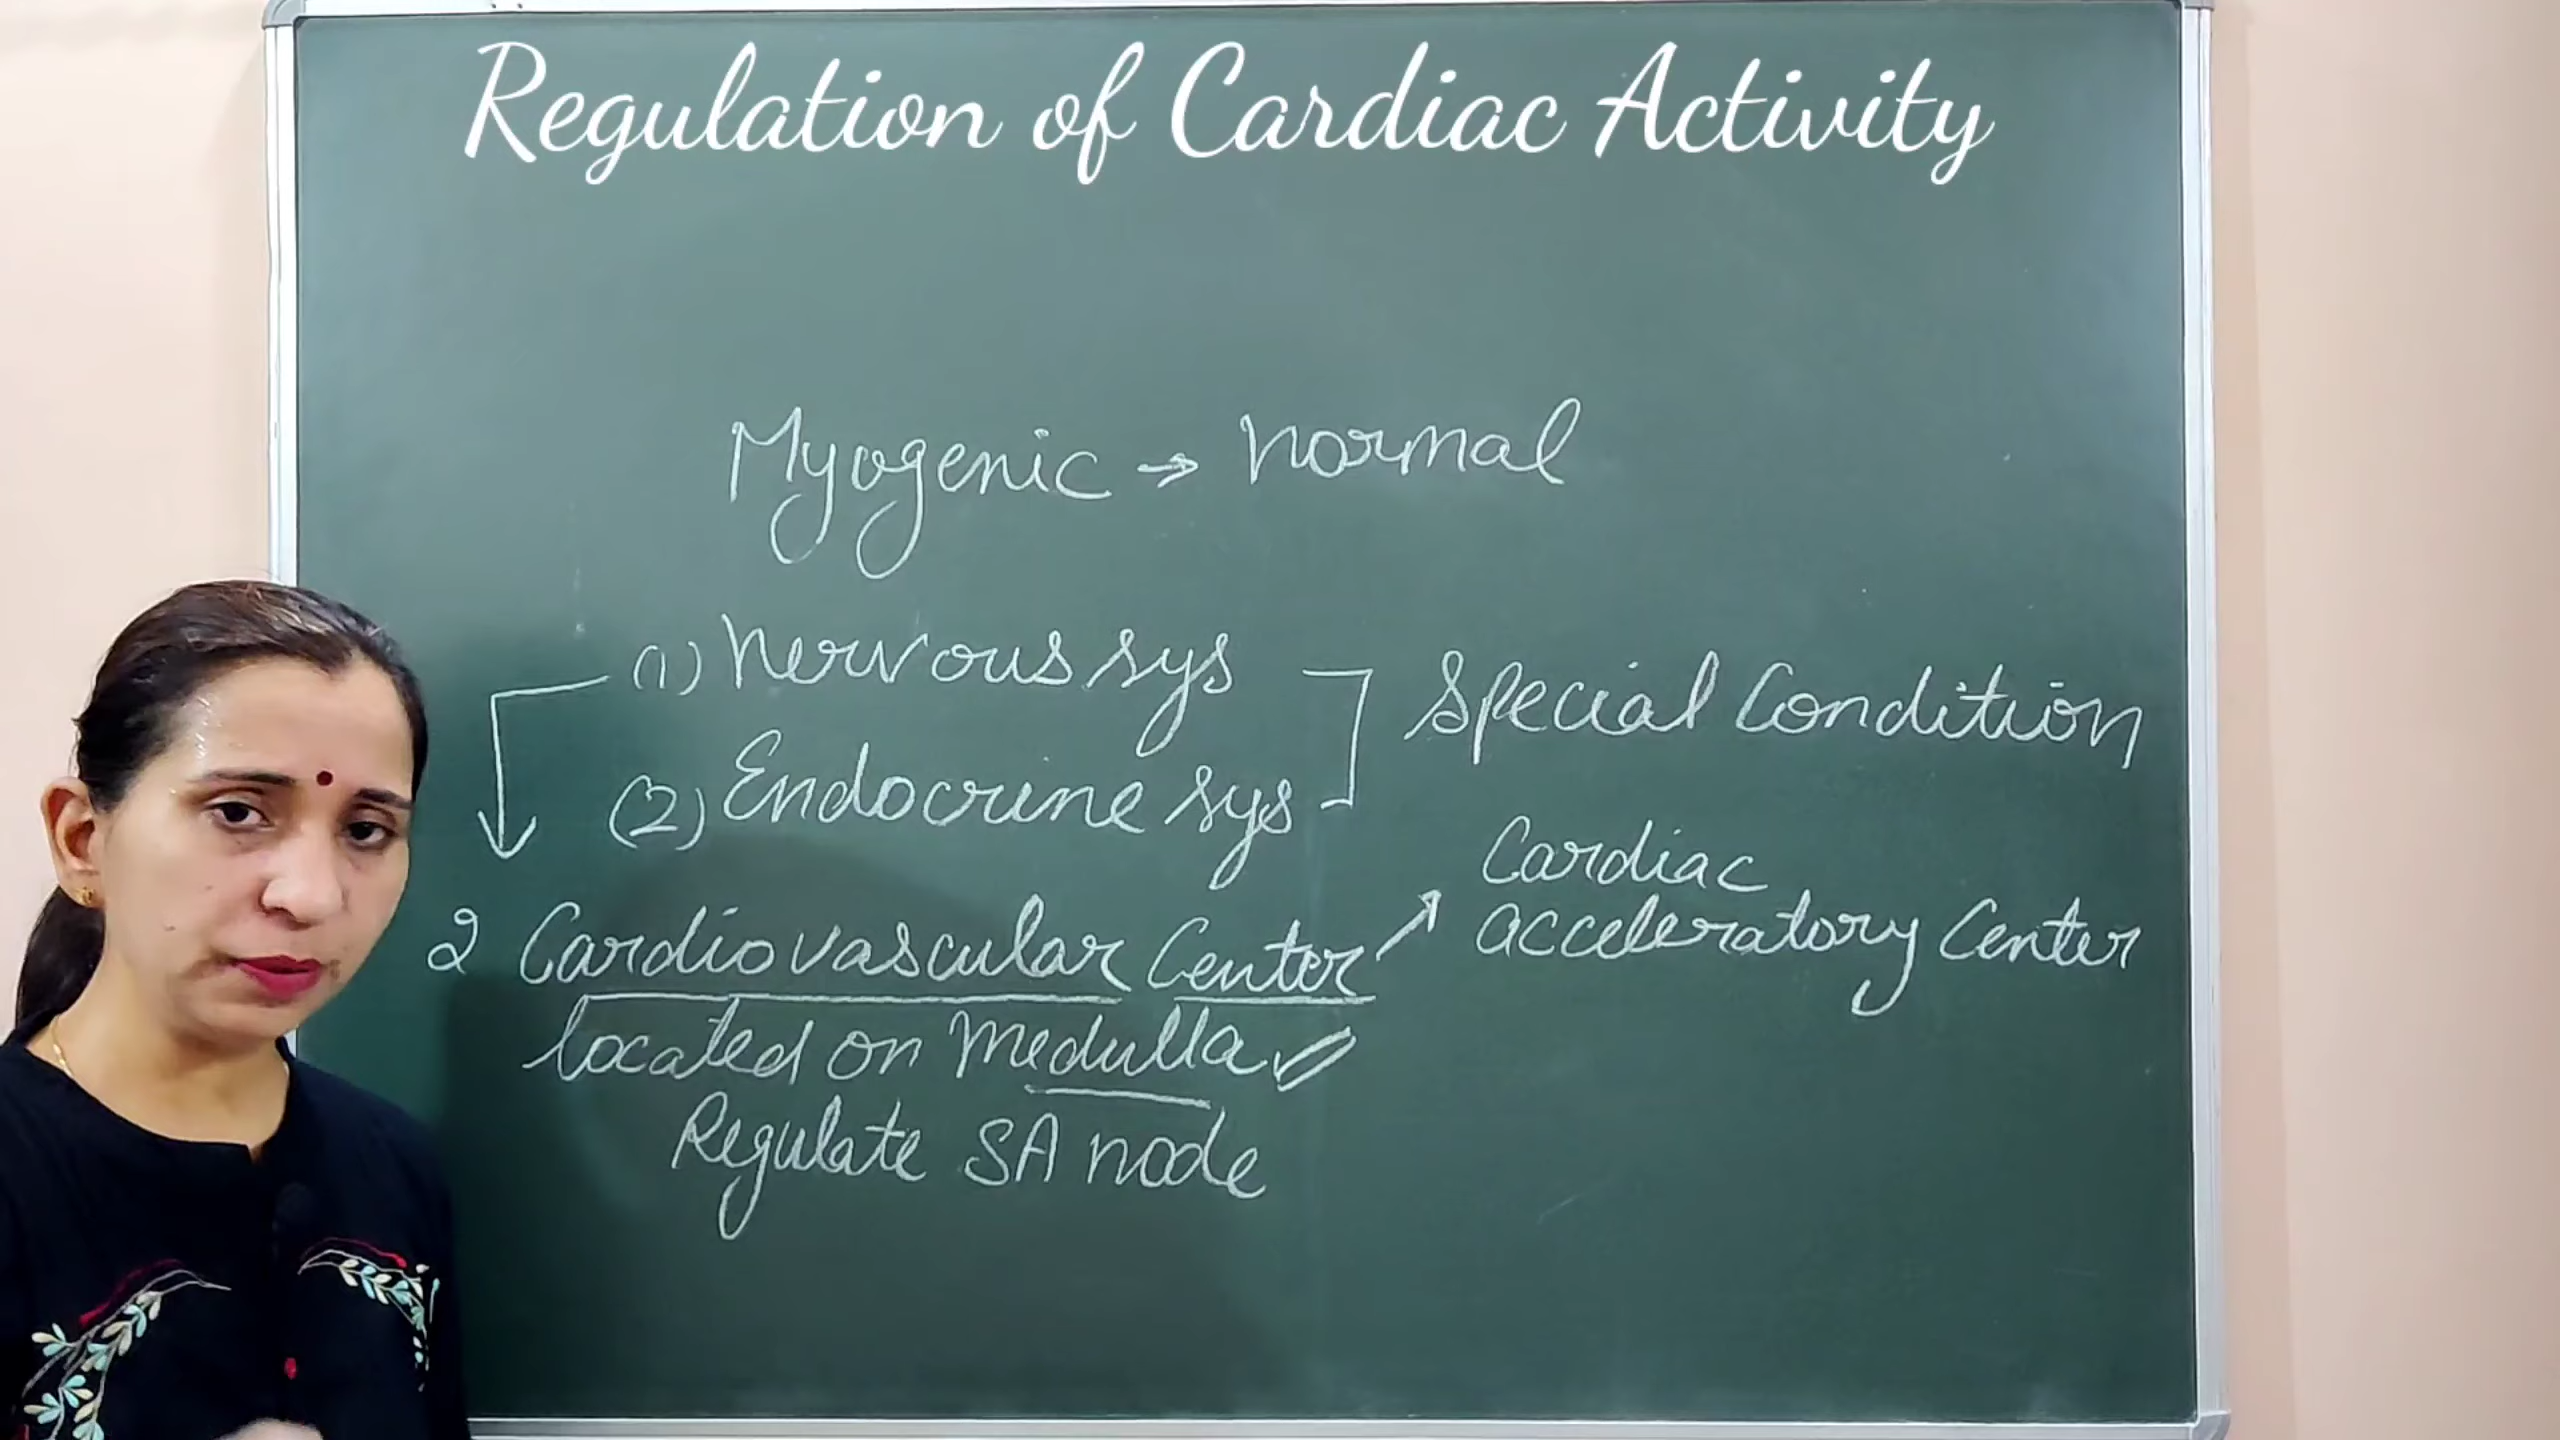 Regulation of Cardiac Activity
Myogenic → normal
(1) Nervous sys
(2) Endocrine sys
Special Condition
2 Cardiovascular Center ↗
located on Medulla
Regulate SA node
Cardiac
acceleratory Center